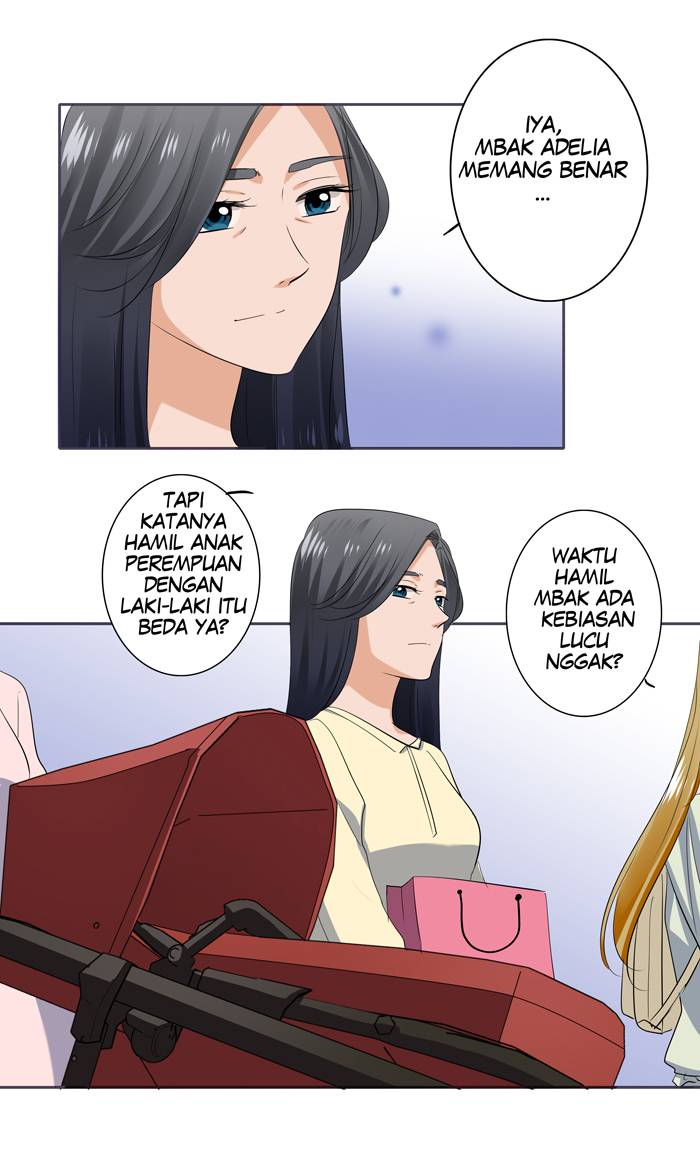 IYA,
MBAK ADELIA
MEMANG BENAR
...
TAPI
KATANYA
HAMIL ANAK
PEREMPUAN
DENGAN
LAKI-LAKI ITU
BEDA YA?
WAKTU
HAMIL
MBAK ADA
KEBIASAN
LUCU
NGGAK?